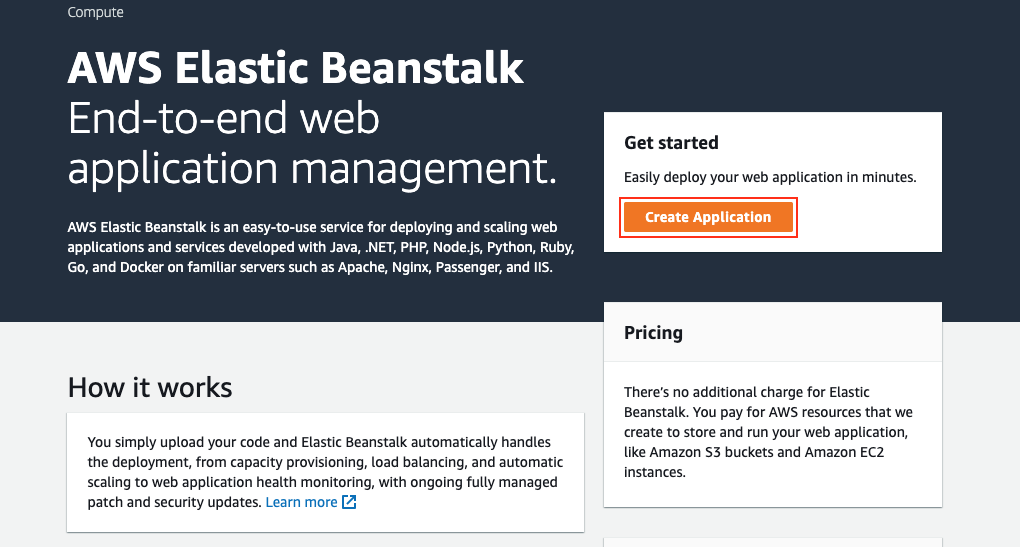 Compute
AWS Elastic Beanstalk
End-to-end web
application management.
AWS Elastic Beanstalk is an easy-to-use service for deploying and scaling web
applications and services developed with Java, .NET, PHP, Node.js, Python, Ruby,
Go, and Docker on familiar servers such as Apache, Nginx, Passenger, and IIS.
Get started
Easily deploy your web application in minutes.
Create Application
How it works
You simply upload your code and Elastic Beanstalk automatically handles
the deployment, from capacity provisioning, load balancing, and automatic
scaling to web application health monitoring, with ongoing fully managed
patch and security updates. Learn more
Pricing
There's no additional charge for Elastic
Beanstalk. You pay for AWS resources that we
create to store and run your web application,
like Amazon S3 buckets and Amazon EC2
instances.